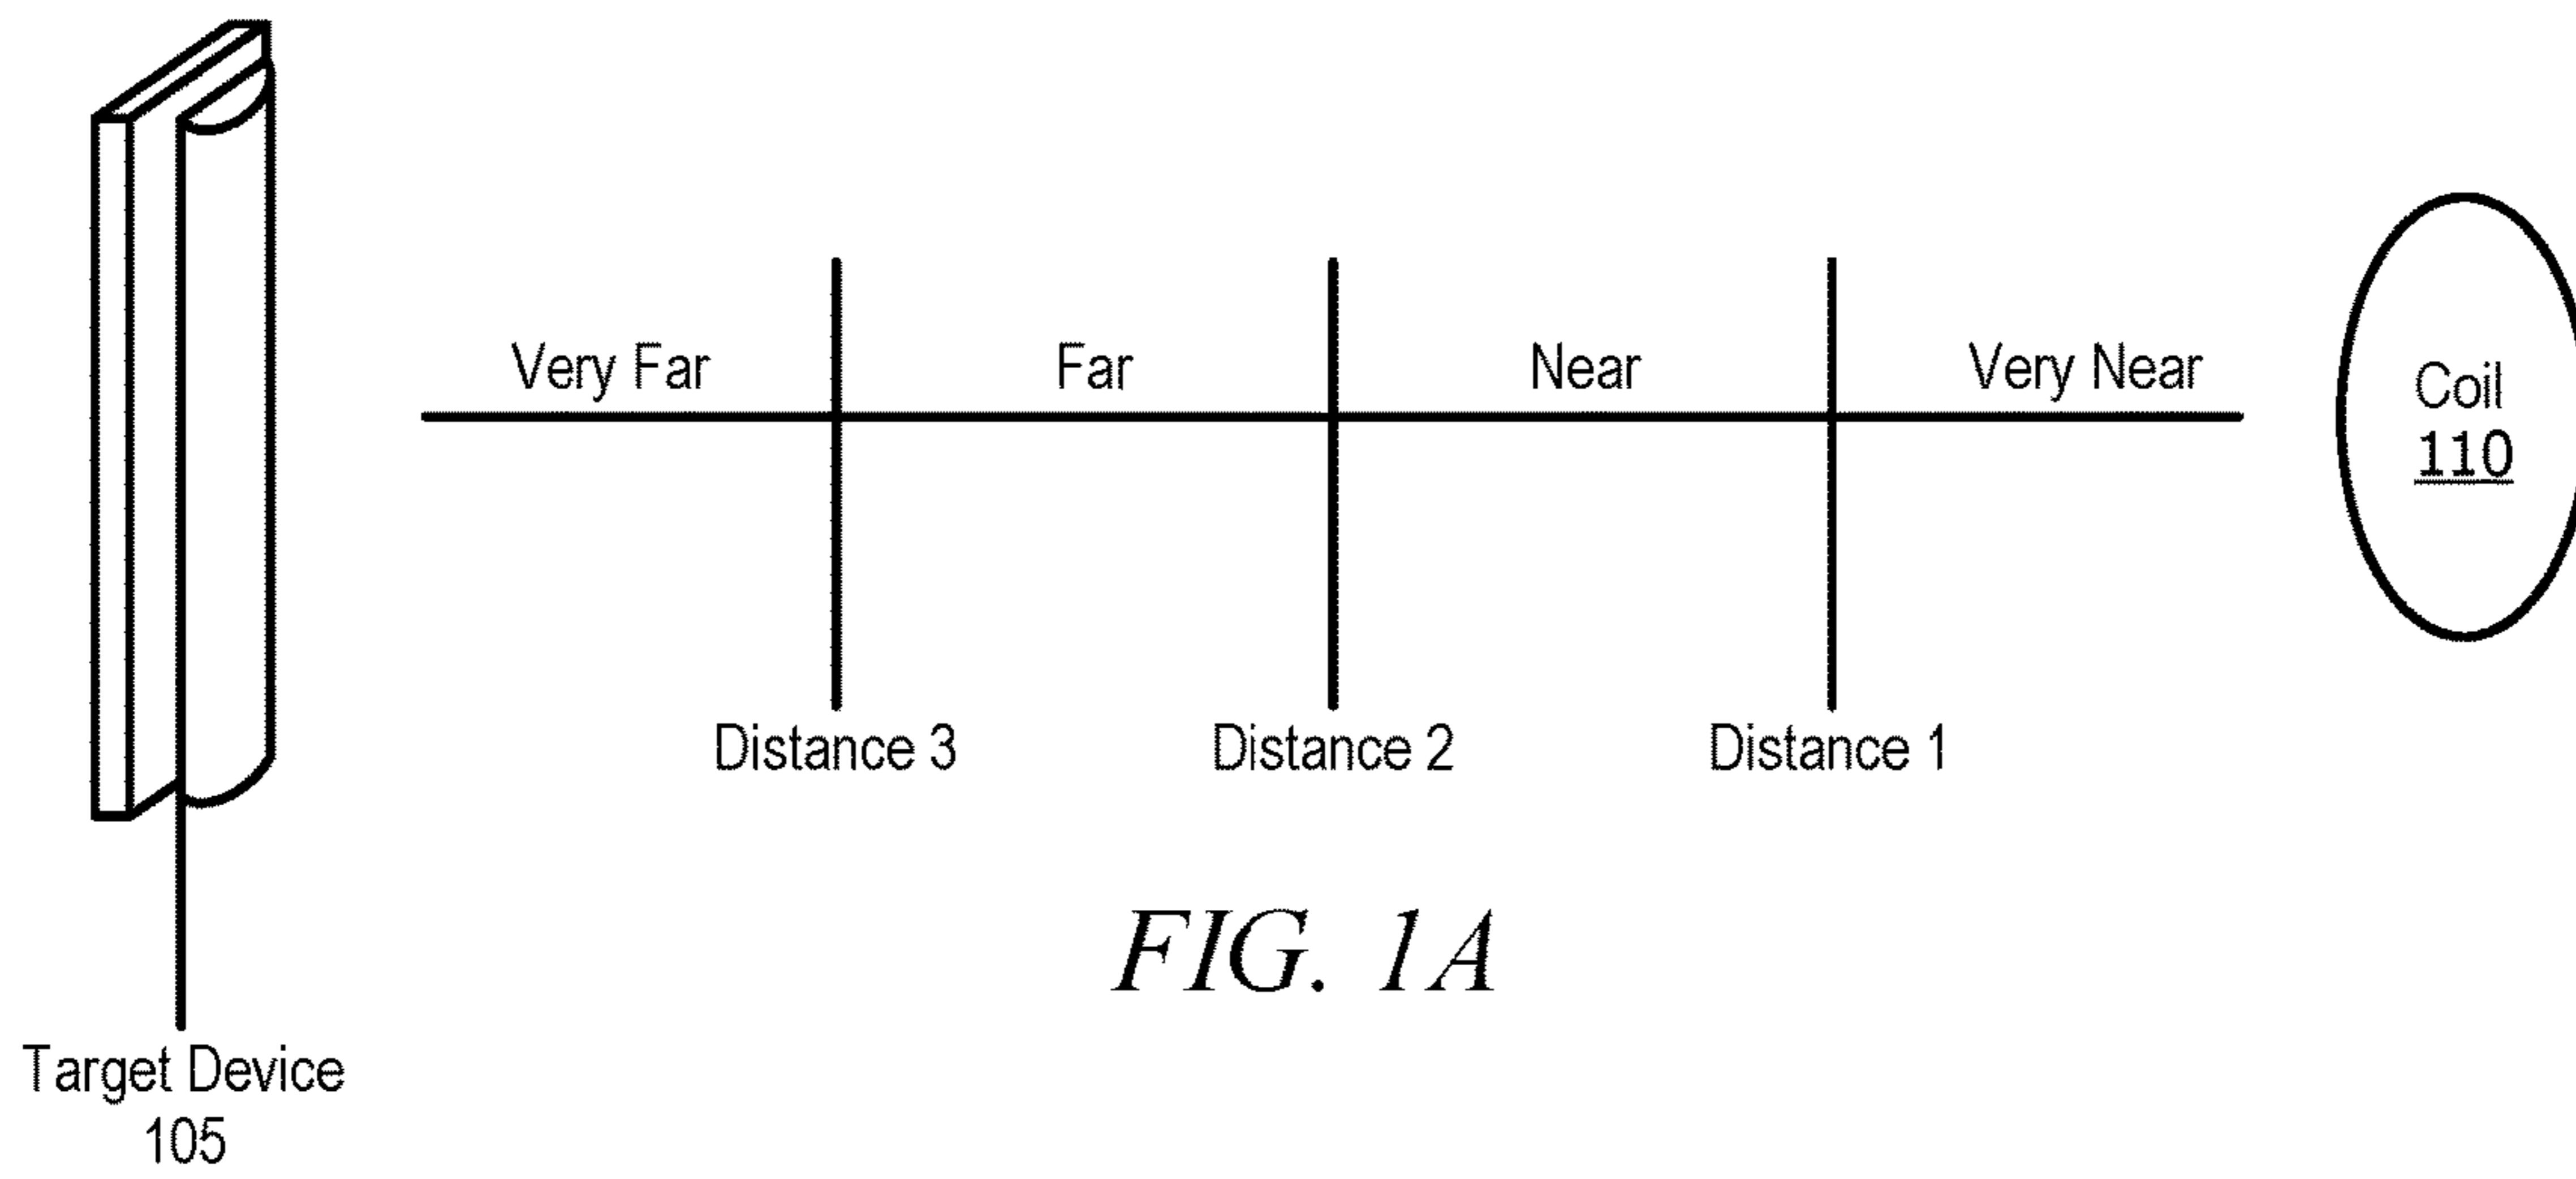 Very Far
Far
Near
Very Near
Coil
110
Distance 3
Distance 2
Distance 1
FIG. 1A
Target Device
105